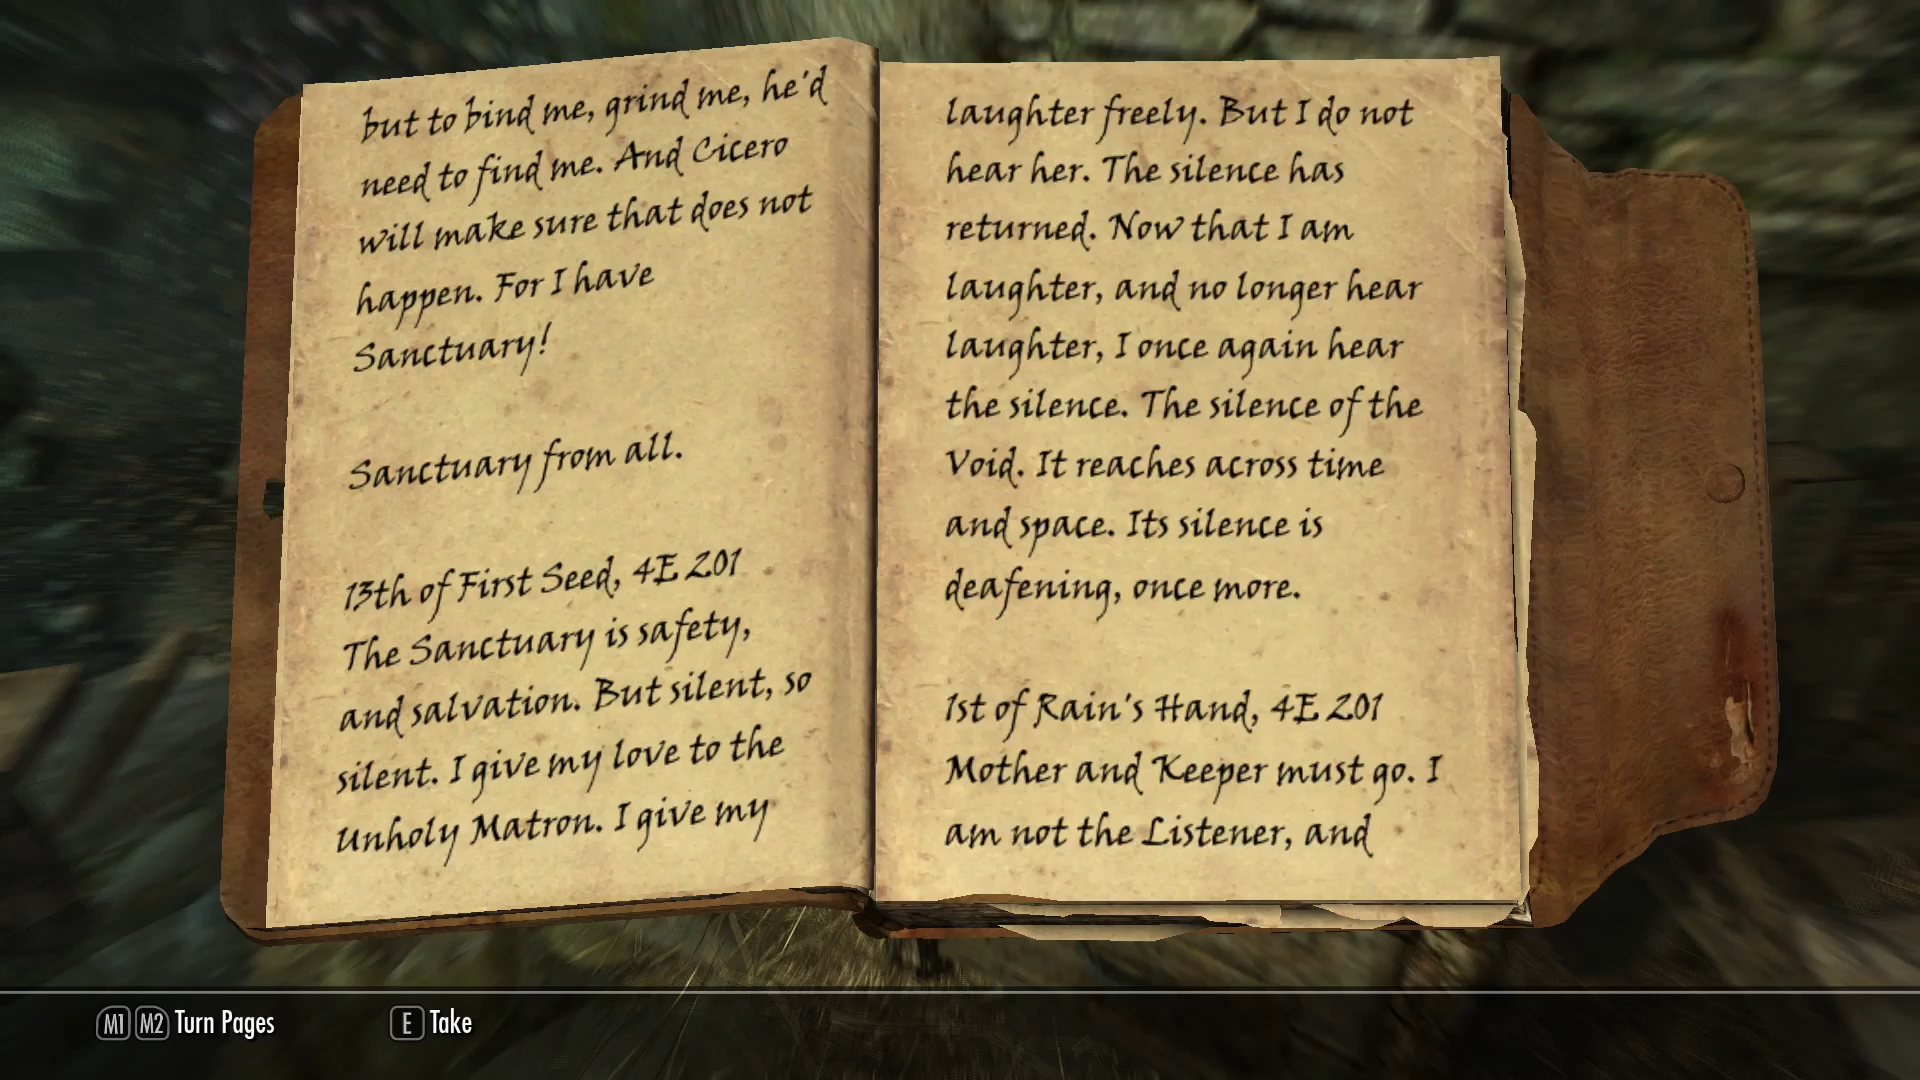 but to bind me, grind me, he'd
need to find me. And Cicero
will make sure that does not
happen. For I have
Sanctuary!
Sanctuary from all.
13th of First Seed, 4E 201
The Sanctuary is safety,
and salvation. But silent, so
silent. I give my love to the
Unholy Matron. I give my
laughter freely. But I do not
hear her. The silence has
returned. Now that I am
laughter, and no longer hear
laughter, I once again hear
the silence. The silence of the
Void. It reaches across time
and space. Its silence is
deafening, once more.
1st of Rain's Hand, 4E 201
Mother and Keeper must go. I
am not the Listener, and
M1 M2 Turn Pages
E Take